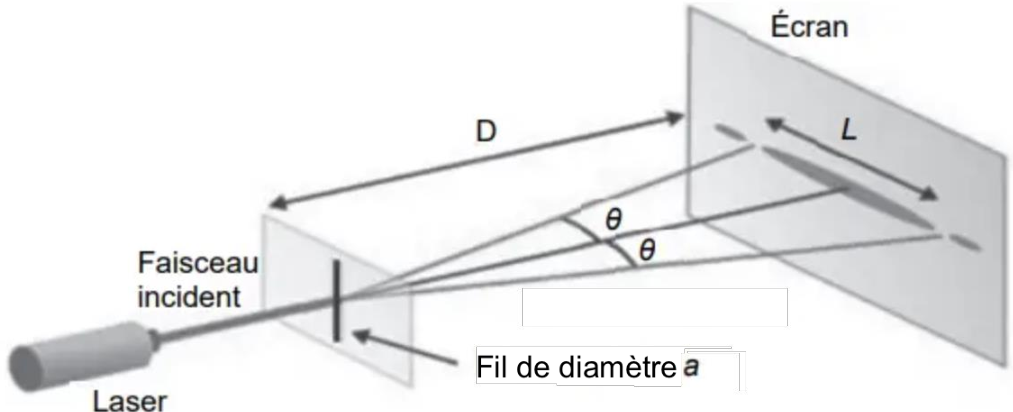 Écran
D
L
θ
θ
Faisceau
incident
Fil de diamètre a
Laser